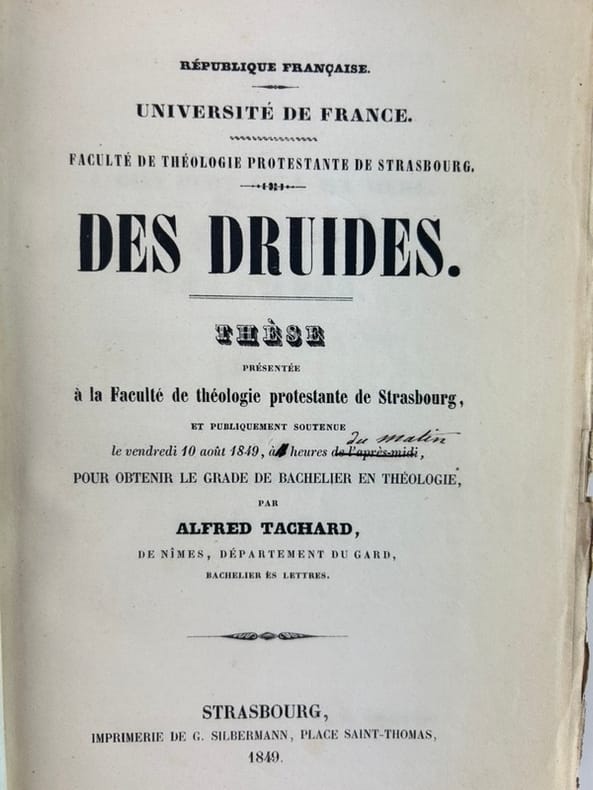 RÉPUBLIQUE FRANÇAISE.
UNIVERSITÉ DE FRANCE.
FACULTÉ DE THÉOLOGIE PROTESTANTE DE STRASBOURG.
DES DRUIDES.
THÈSE
PRÉSENTÉE
à la Faculté de théologie protestante de Strasbourg,
ET PUBLIQUEMENT SOUTENUE
du matin
le vendredi 10 août 1849, à heures de l'après-midi,
POUR OBTENIR LE GRADE DE BACHELIER EN THÉOLOGIE,
PAR
ALFRED TACHARD,
DE NÎMES, DÉPARTEMENT DU GARD,
BACHELIER ÈS LETTRES.
STRASBOURG,
IMPRIMERIE DE G. SILBERMANN, PLACE SAINT-THOMAS,
1849.